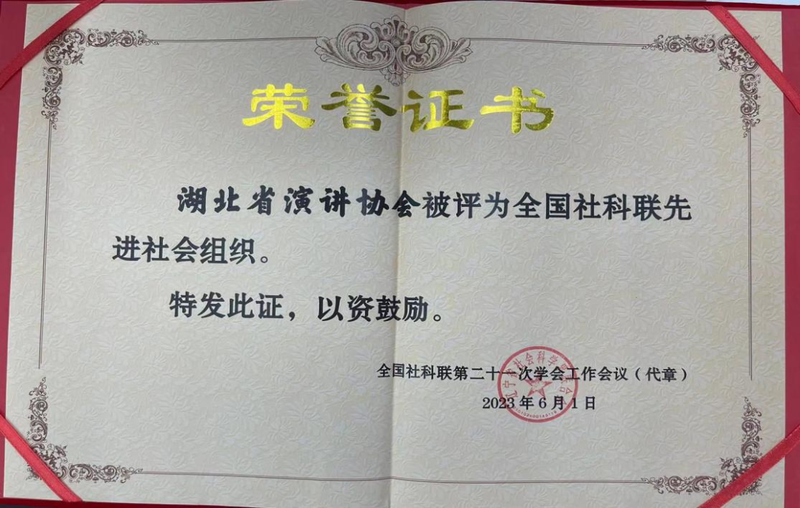 荣誉证书
湖北省演讲协会被评为全国社科联先
进社会组织。
特发此证，以资鼓励。
全国社科联第二十一次学会工作会议（代章）
2023年6月1日